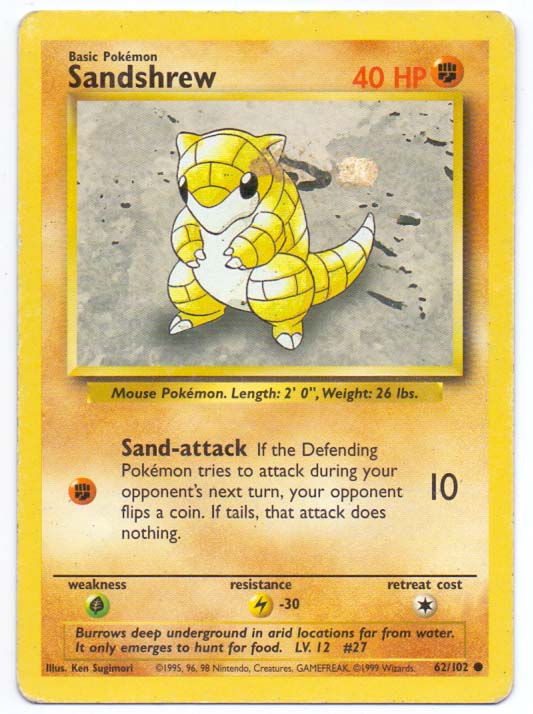 Basic Pokémon
Sandshrew 40 HP
Mouse Pokémon. Length: 2' 0", Weight: 26 lbs.
Sand-attack If the Defending
Pokémon tries to attack during your
opponent's next turn, your opponent
flips a coin. If tails, that attack does
nothing.
10
weakness resistance retreat cost
-30
Burrows deep underground in arid locations far from water.
It only emerges to hunt for food. LV. 12 #27
Illus. Ken Sugimori ©1995, 96, 98 Nintendo, Creatures, GAMEFREAK. ©1999 Wizards. 62/102